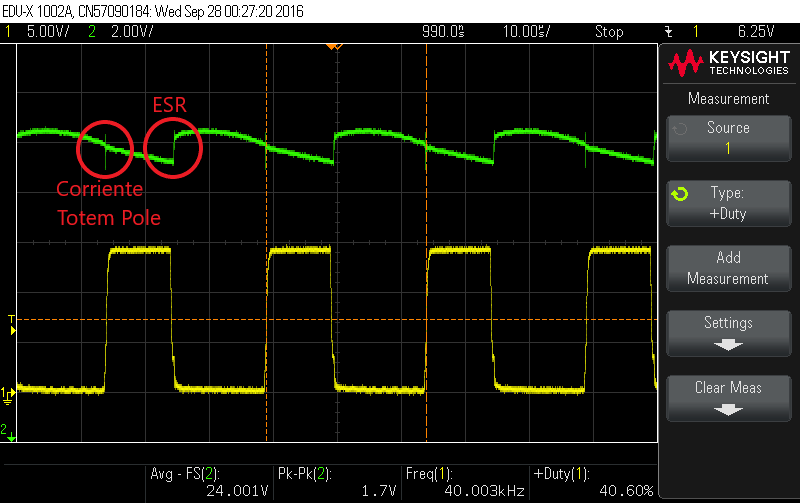 EDU-X 1002A, CN57090184: Wed Sep 28 00:27:20 2016
1 5.00V/ 2 2.00V/ 990.0s 10.00s/ Stop 1 6.25V
KEYSIGHT
TECHNOLOGIES
Measurement
Source
1
Type:
+Duty
Add
Measurement
Settings
Clear Meas
ESR
Corriente
Totem Pole
T
1
2
Avg - FS(2):
24.001V
Pk-Pk(2):
1.7V
Freq(1):
40.003kHz
+Duty(1):
40.60%